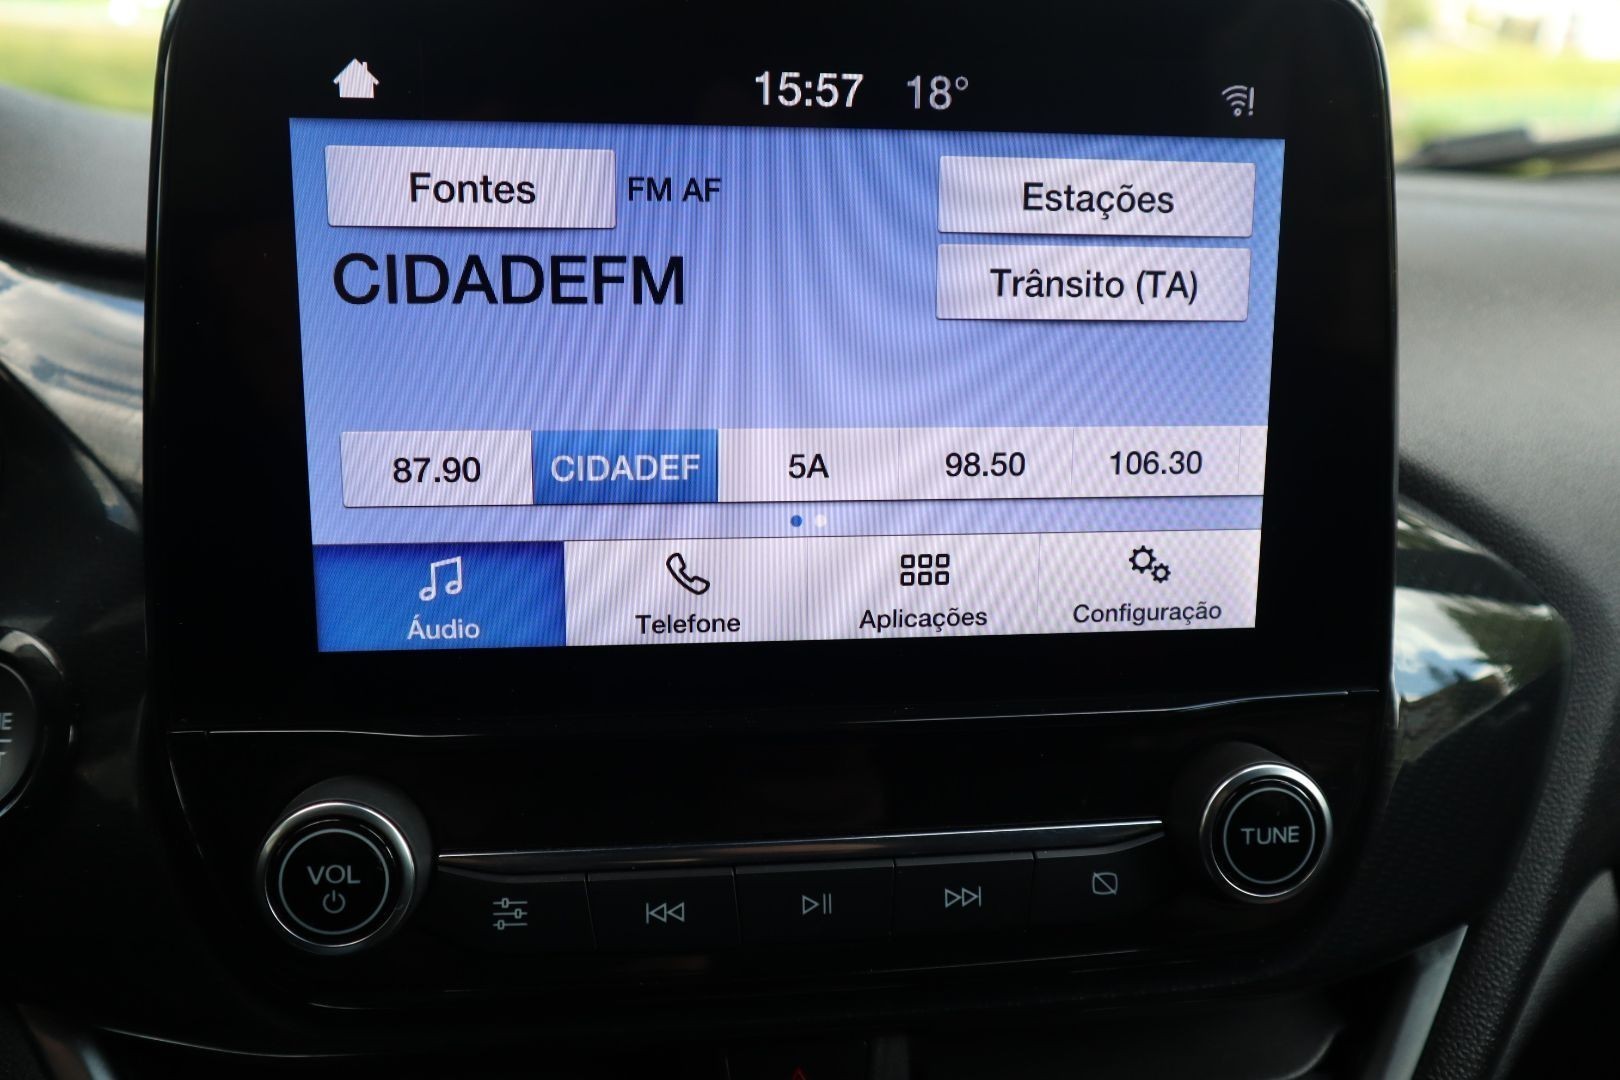 15:57 18°
Fontes FM AF Estações
CIDADEFM Trânsito (TA)
87.90 CIDADEF 5A 98.50 106.30
Áudio Telefone Aplicações Configuração
VOL TUNE